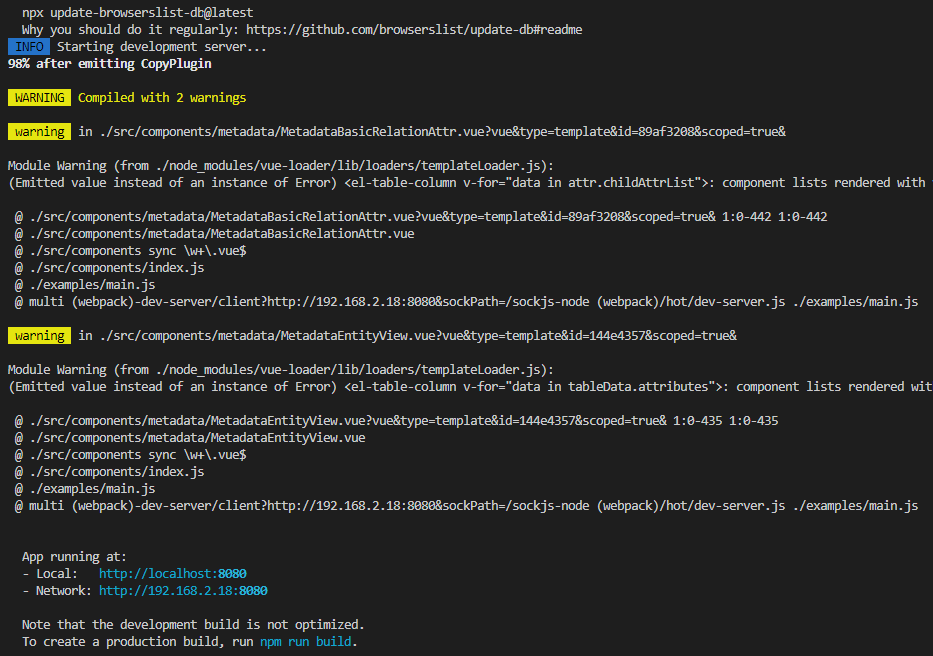 npx update-browserslist-db@latest
Why you should do it regularly: https://github.com/browserslist/update-db#readme
INFO Starting development server...
98% after emitting CopyPlugin
WARNING Compiled with 2 warnings
warning in ./src/components/metadata/MetadataBasicRelationAttr.vue?vue&type=template&id=89af3208&scoped=true&
Module Warning (from ./node_modules/vue-loader/lib/loaders/templateLoader.js):
(Emitted value instead of an instance of Error) <el-table-column v-for="data in attr.childAttrList">: component lists rendered with
@ ./src/components/metadata/MetadataBasicRelationAttr.vue?vue&type=template&id=89af3208&scoped=true& 1:0-442 1:0-442
@ ./src/components/metadata/MetadataBasicRelationAttr.vue
@ ./src/components sync \w+\.vue$
@ ./src/components/index.js
@ ./examples/main.js
@ multi (webpack)-dev-server/client?http://192.168.2.18:8080&sockPath=/sockjs-node (webpack)/hot/dev-server.js ./examples/main.js
warning in ./src/components/metadata/MetadataEntityView.vue?vue&type=template&id=144e4357&scoped=true&
Module Warning (from ./node_modules/vue-loader/lib/loaders/templateLoader.js):
(Emitted value instead of an instance of Error) <el-table-column v-for="data in tableData.attributes">: component lists rendered wit
@ ./src/components/metadata/MetadataEntityView.vue?vue&type=template&id=144e4357&scoped=true& 1:0-435 1:0-435
@ ./src/components/metadata/MetadataEntityView.vue
@ ./src/components sync \w+\.vue$
@ ./src/components/index.js
@ ./examples/main.js
@ multi (webpack)-dev-server/client?http://192.168.2.18:8080&sockPath=/sockjs-node (webpack)/hot/dev-server.js ./examples/main.js
App running at:
- Local: http://localhost:8080
- Network: http://192.168.2.18:8080
Note that the development build is not optimized.
To create a production build, run npm run build.